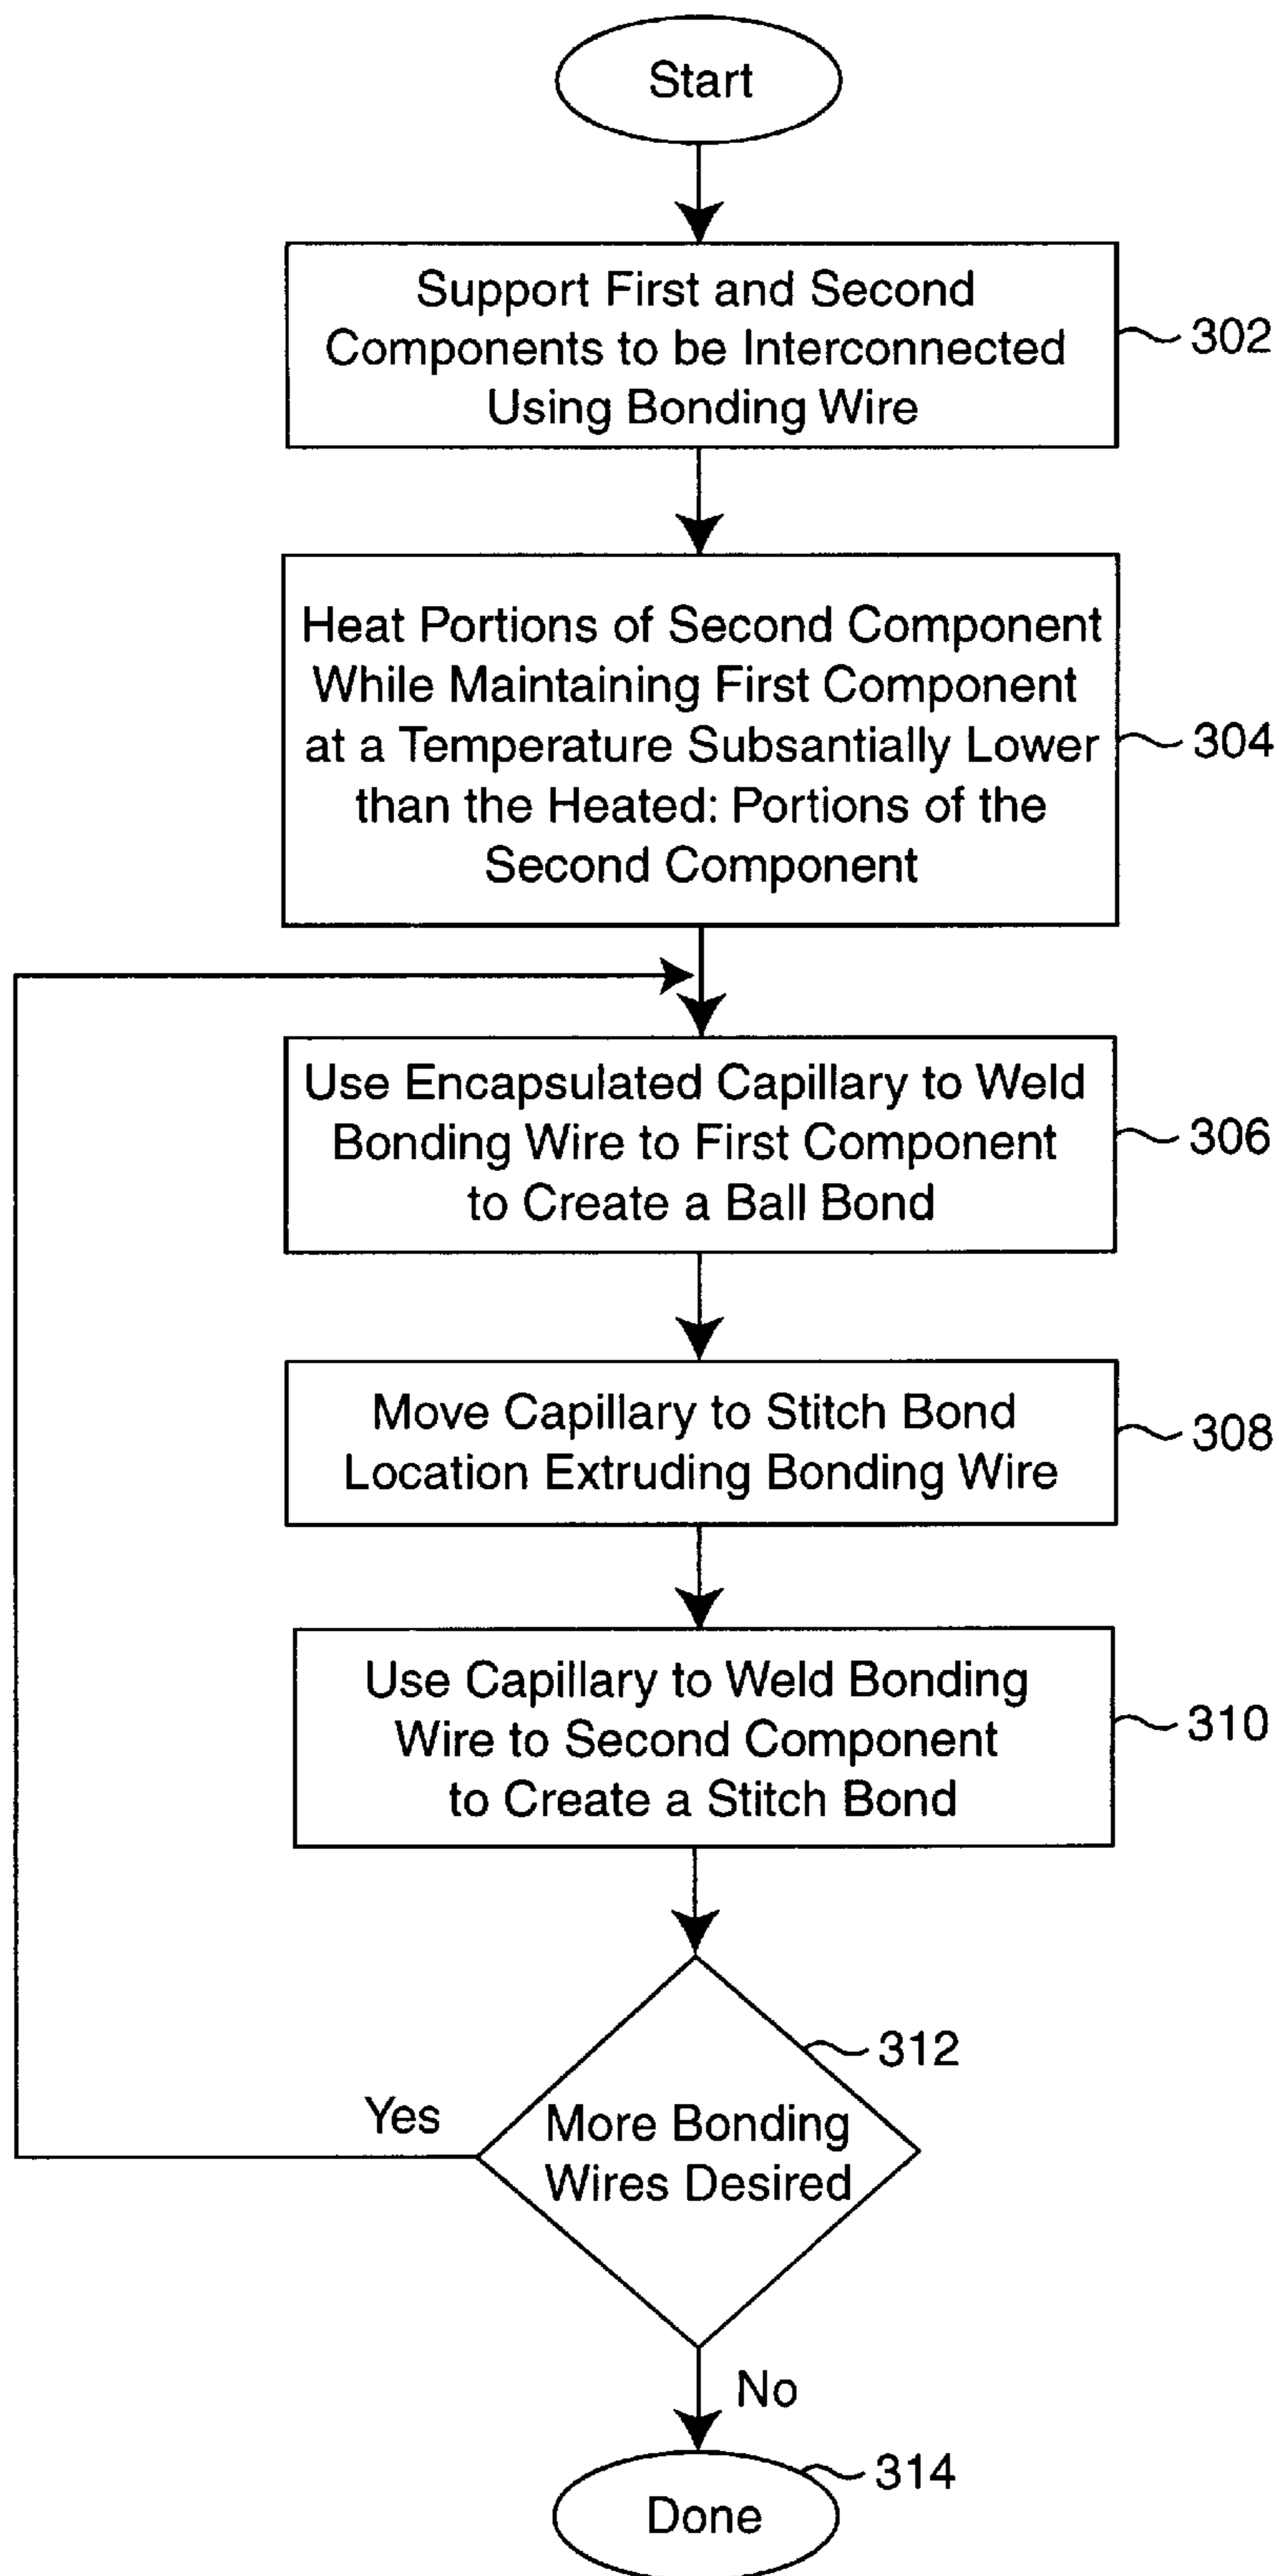 Start
Support First and Second
Components to be Interconnected
Using Bonding Wire
302
Heat Portions of Second Component
While Maintaining First Component
at a Temperature Subsantially Lower
than the Heated: Portions of the
Second Component
304
Use Encapsulated Capillary to Weld
Bonding Wire to First Component
to Create a Ball Bond
306
Move Capillary to Stitch Bond
Location Extruding Bonding Wire
308
Use Capillary to Weld Bonding
Wire to Second Component
to Create a Stitch Bond
310
312
Yes
More Bonding
Wires Desired
No
314
Done